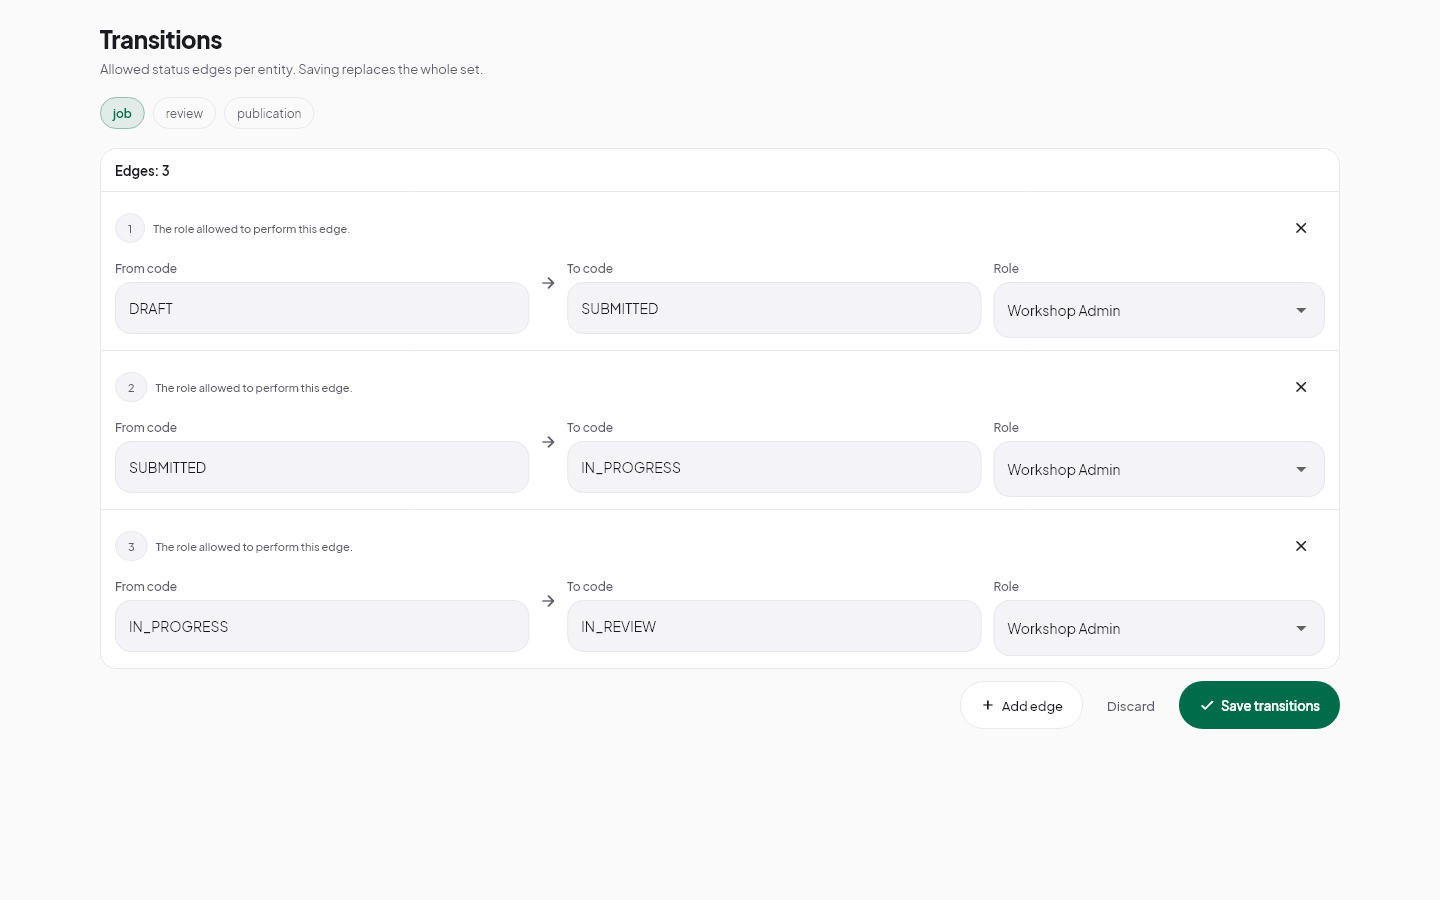 Transitions
Allowed status edges per entity. Saving replaces the whole set.
job review publication
Edges: 3
1 The role allowed to perform this edge.
From code To code Role
DRAFT SUBMITTED Workshop Admin
2 The role allowed to perform this edge.
From code To code Role
SUBMITTED IN_PROGRESS Workshop Admin
3 The role allowed to perform this edge.
From code To code Role
IN_PROGRESS IN_REVIEW Workshop Admin
Add edge Discard Save transitions